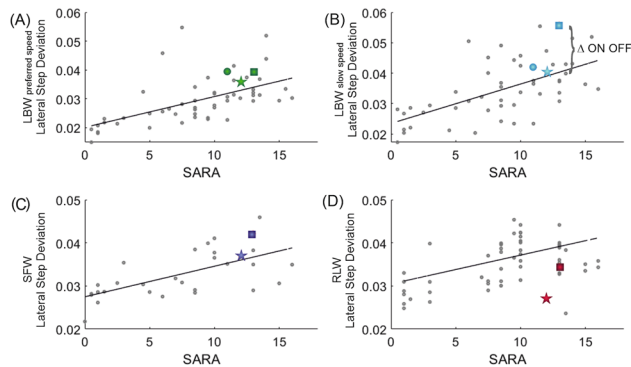 (A)
LBW preferred speed
Lateral Step Deviation
0.06
0.05
0.04
0.03
0.02
0
5
10
15
SARA
(B)
LBW slow speed
Lateral Step Deviation
0.06
0.05
0.04
0.03
0.02
Δ ON OFF
0
5
10
15
SARA
(C)
SFW
Lateral Step Deviation
0.05
0.04
0.03
0.02
0
5
10
15
SARA
(D)
RLW
Lateral Step Deviation
0.05
0.04
0.03
0.02
0
5
10
15
SARA